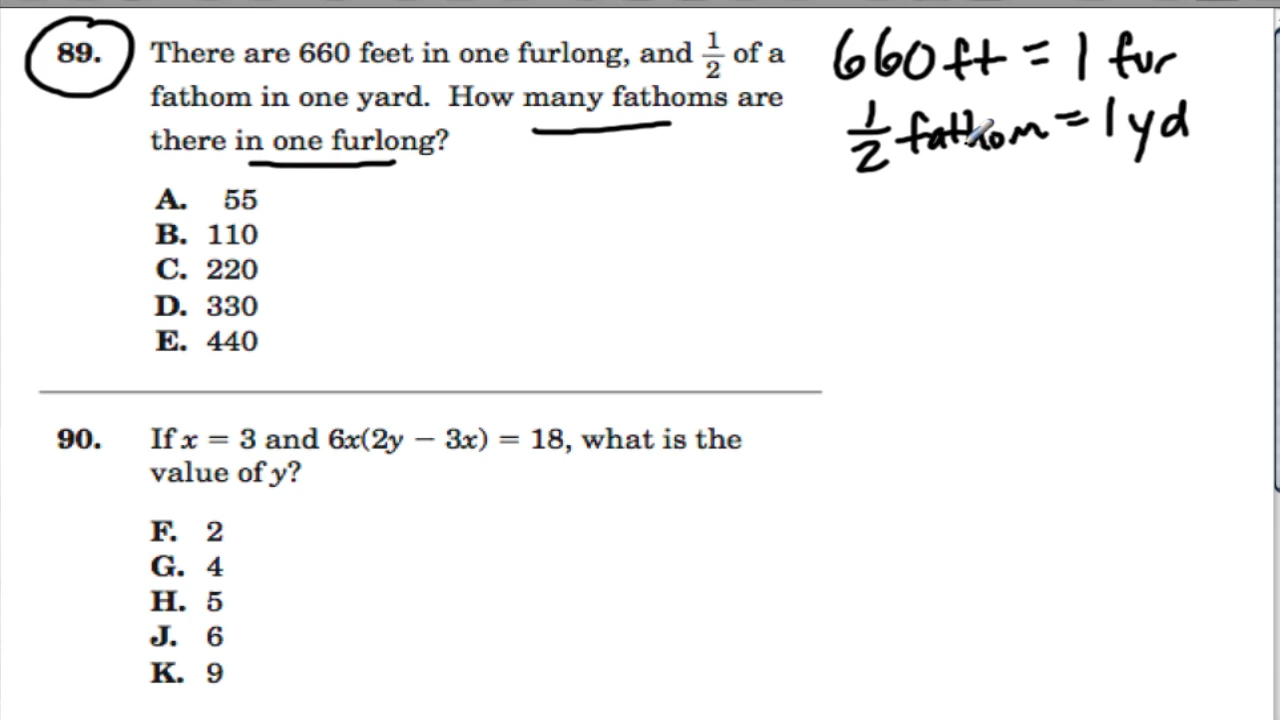 89. There are 660 feet in one furlong, and 1/2 of a
fathom in one yard. How many fathoms are
there in one furlong?
A. 55
B. 110
C. 220
D. 330
E. 440
660ft = 1 fur
1/2 fathom = 1 yd
90. If x = 3 and 6x(2y − 3x) = 18, what is the
value of y?
F. 2
G. 4
H. 5
J. 6
K. 9